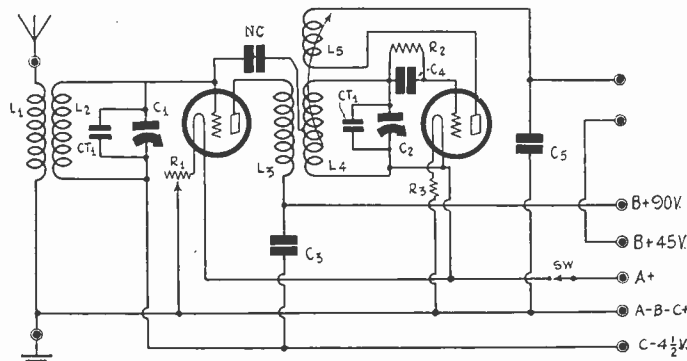 NC
L5
R2
C4
L1
L2
C1
CT1
CT1
C2
R1
L3
L4
R3
C5
C3
B+90V.
B+45V.
SW
A+
A-B-C+
C-4½V.